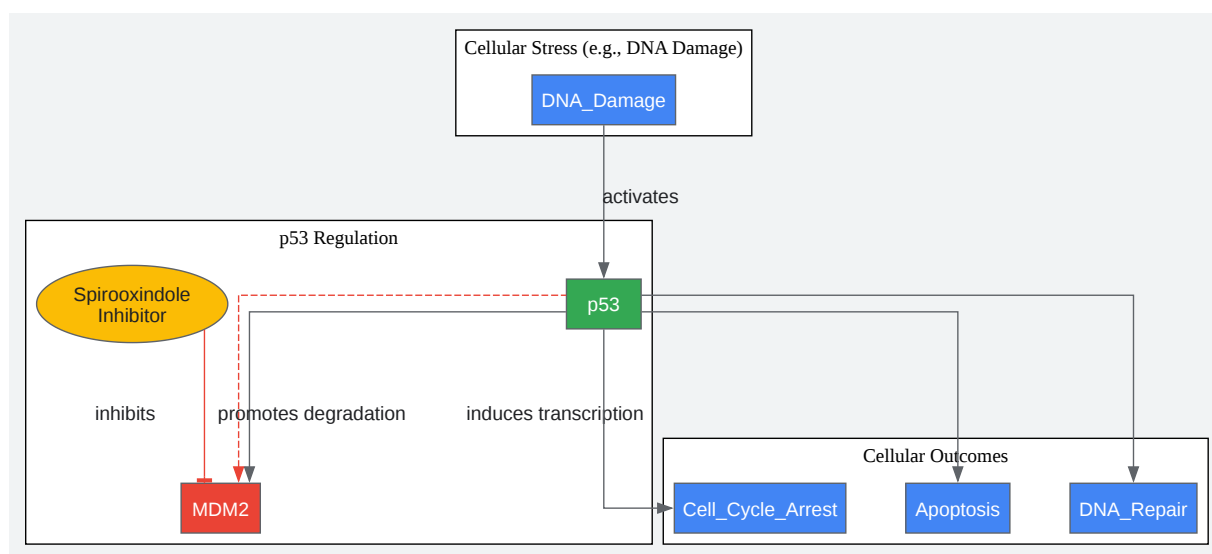 Cellular Stress (e.g., DNA Damage)
DNA_Damage
activates
p53 Regulation
Spirooxindole
Inhibitor
p53
inhibits
promotes degradation
induces transcription
MDM2
Cellular Outcomes
Cell_Cycle_Arrest
Apoptosis
DNA_Repair